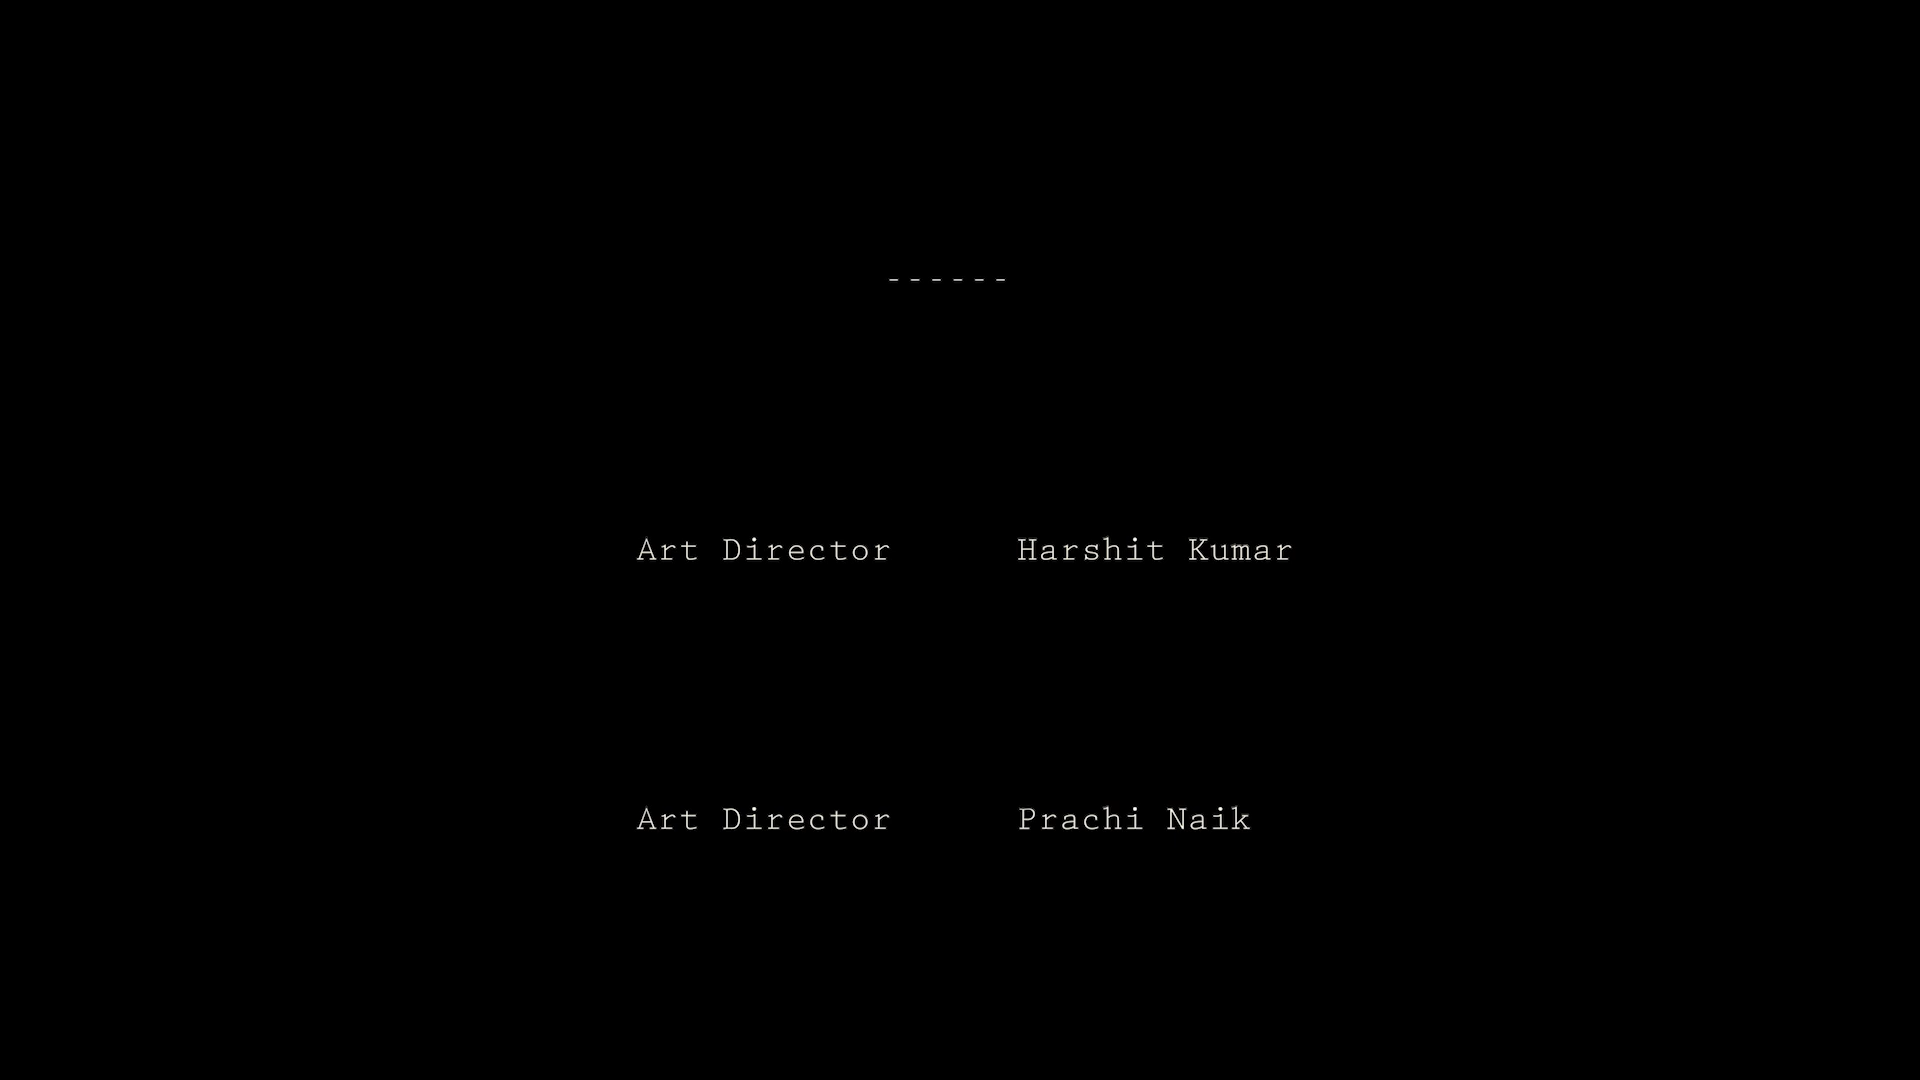 ------
Art Director Harshit Kumar
Art Director Prachi Naik